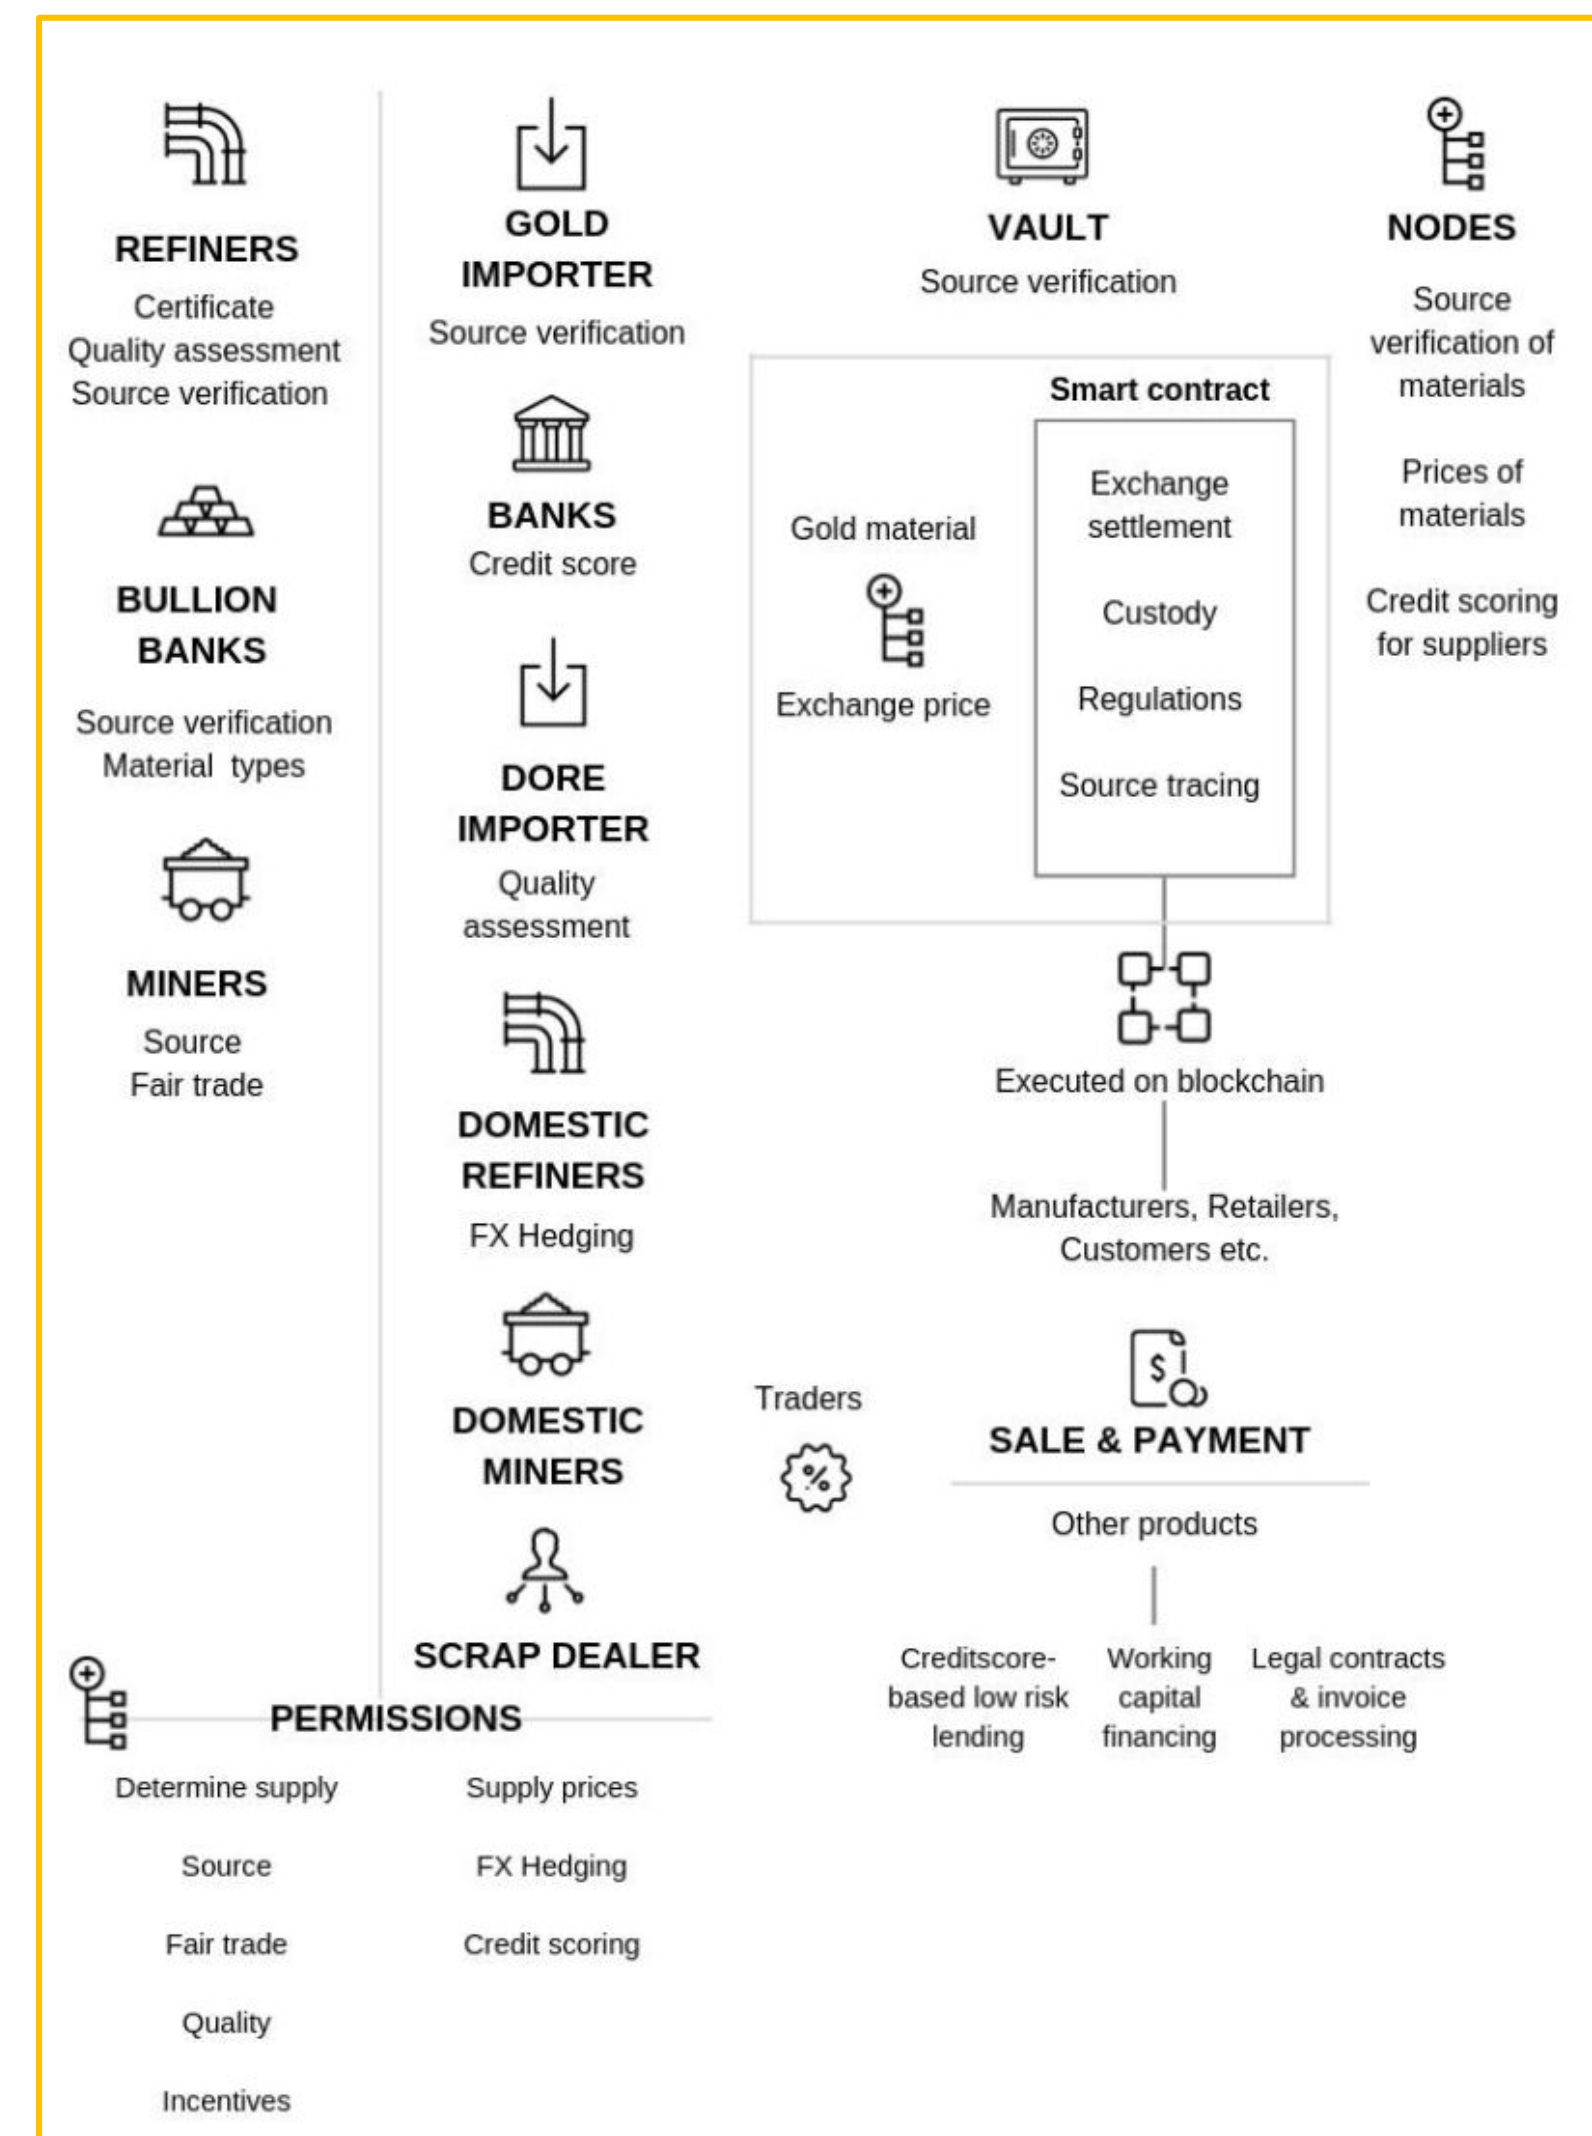 REFINERS
Certificate
Quality assessment
Source verification
BULLION
BANKS
Source verification
Material types
MINERS
Source
Fair trade
GOLD
IMPORTER
Source verification
BANKS
Credit score
DORE
IMPORTER
Quality
assessment
DOMESTIC
REFINERS
FX Hedging
DOMESTIC
MINERS
SCRAP DEALER
PERMISSIONS
Determine supply
Source
Fair trade
Quality
Incentives
Supply prices
FX Hedging
Credit scoring
VAULT
Source verification
Gold material
Exchange price
Smart contract
Exchange
settlement
Custody
Regulations
Source tracing
Executed on blockchain
Manufacturers, Retailers,
Customers etc.
Traders
%
$
SALE & PAYMENT
Other products
Creditscore-
based low risk
lending
Working
capital
financing
Legal contracts
& invoice
processing
NODES
Source
verification of
materials
Prices of
materials
Credit scoring
for suppliers